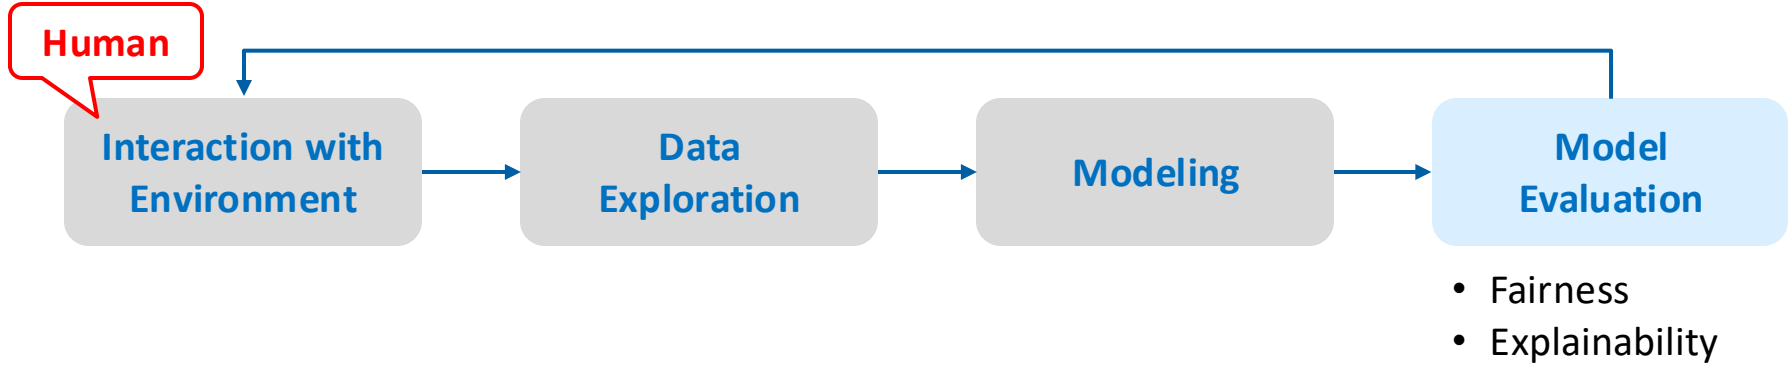 Human
Interaction with
Environment
Data
Exploration
Modeling
Model
Evaluation
• Fairness
• Explainability